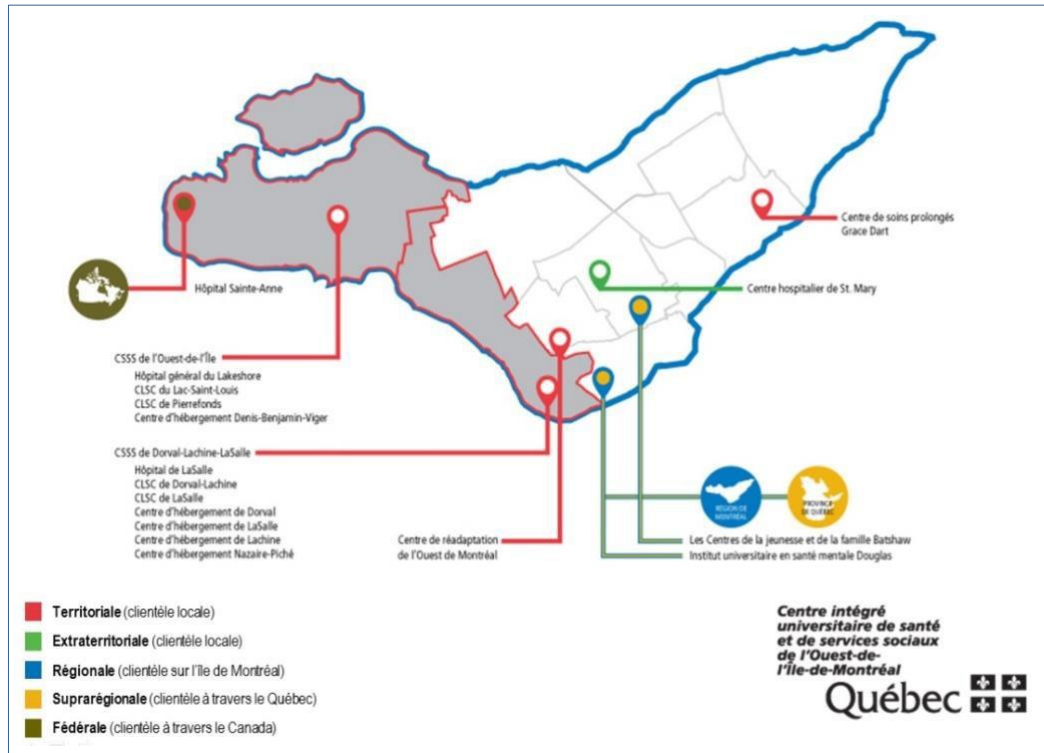 Centre de soins prolongés
Grace Dart
Hôpital Sainte-Anne
Centre hospitalier de St. Mary
CSSS de l'Ouest-de-l'Île
Hôpital général du Lakeshore
CLSC du Lac-Saint-Louis
CLSC de Pierrefonds
Centre d'hébergement Denis-Benjamin-Viger
CSSS de Dorval-Lachine-LaSalle
Hôpital de LaSalle
CLSC de Dorval-Lachine
CLSC de LaSalle
Centre d'hébergement de Dorval
Centre d'hébergement de LaSalle
Centre d'hébergement de Lachine
Centre d'hébergement Nazaire-Piché
Centre de réadaptation
de l'Ouest de Montréal
RÉGION DE
MONTRÉAL
PROVINCE
DE QUÉBEC
Les Centres de la jeunesse et de la famille Batshaw
Institut universitaire en santé mentale Douglas
Territoriale (clientèle locale)
Extraterritoriale (clientèle locale)
Régionale (clientèle sur l'île de Montréal)
Suprarégionale (clientèle à travers le Québec)
Fédérale (clientèle à travers le Canada)
Centre intégré
universitaire de santé
et de services sociaux
de l'Ouest-de-
l'Île-de-Montréal
Québec